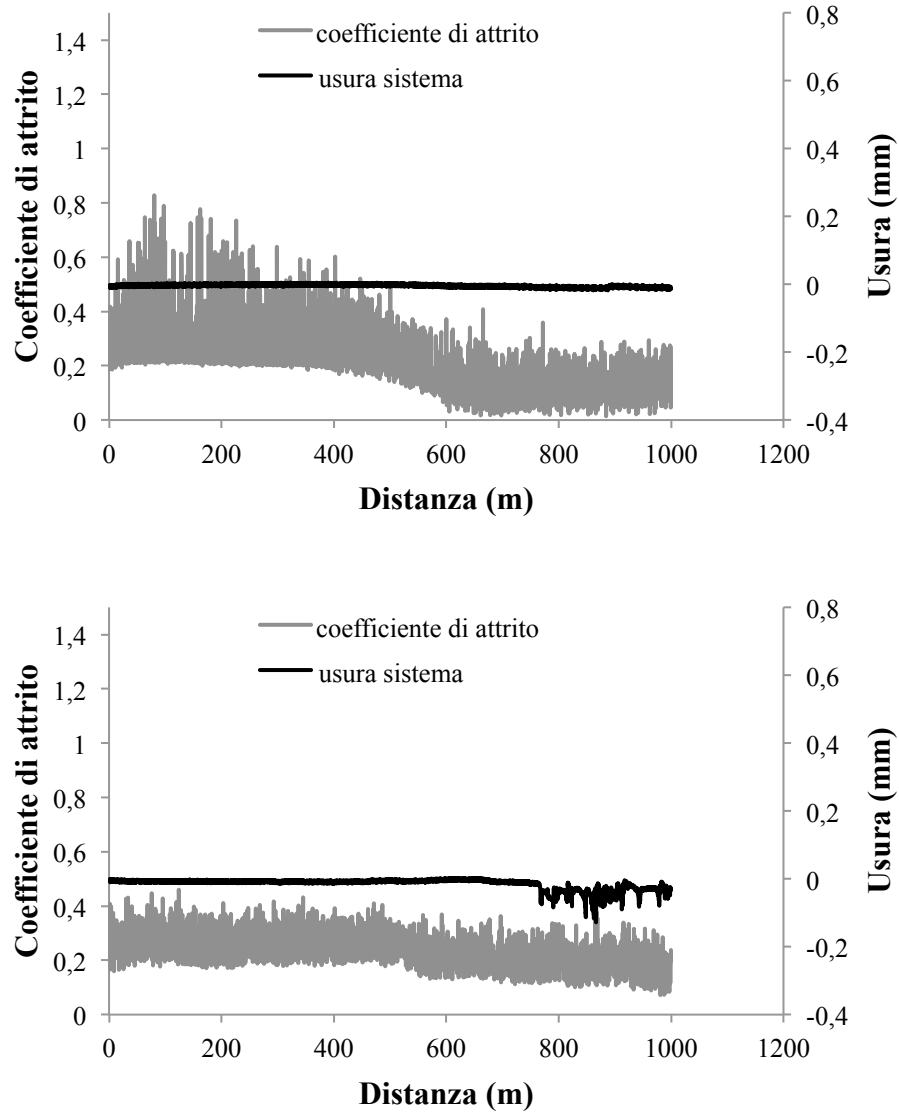 coefficiente di attrito
usura sistema
Coefficiente di attrito
1,4
1,2
1
0,8
0,6
0,4
0,2
0
0,8
0,6
0,4
0,2
0
-0,2
-0,4
Usura (mm)
0 200 400 600 800 1000 1200
Distanza (m)
coefficiente di attrito
usura sistema
Coefficiente di attrito
1,4
1,2
1
0,8
0,6
0,4
0,2
0
0,8
0,6
0,4
0,2
0
-0,2
-0,4
Usura (mm)
0 200 400 600 800 1000 1200
Distanza (m)